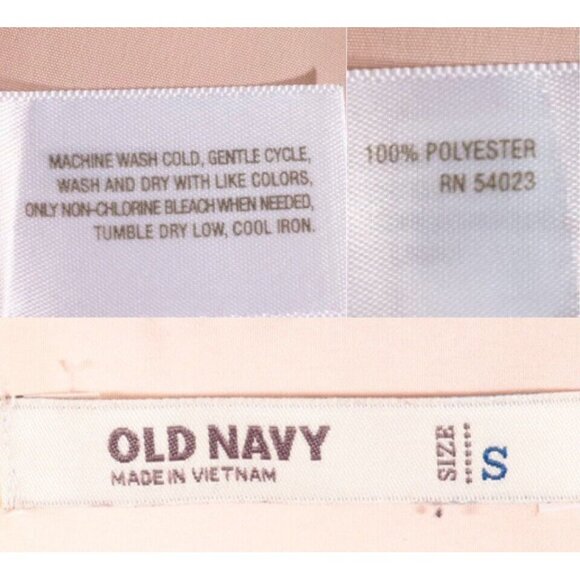 MACHINE WASH COLD, GENTLE CYCLE,
WASH AND DRY WITH LIKE COLORS,
ONLY NON-CHLORINE BLEACH WHEN NEEDED,
TUMBLE DRY LOW, COOL IRON.
100% POLYESTER
RN 54023
OLD NAVY
MADE IN VIETNAM
SIZE
S